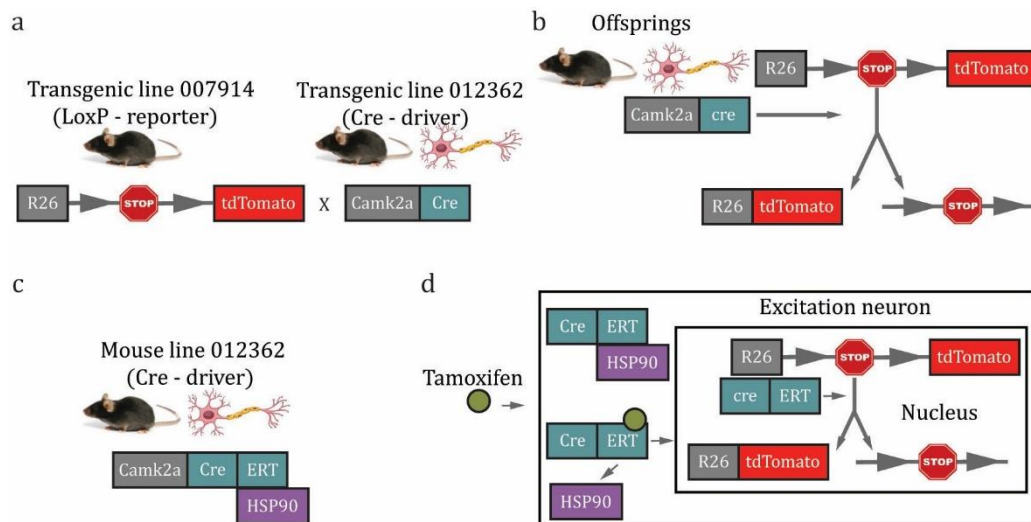 a
Transgenic line 007914
(LoxP - reporter)
Transgenic line 012362
(Cre - driver)
R26 STOP tdTomato X Camk2a Cre
b
Offsprings
R26 STOP tdTomato
Camk2a cre
R26 tdTomato STOP
c
Mouse line 012362
(Cre - driver)
Camk2a Cre ERT
HSP90
d
Tamoxifen
Excitation neuron
Cre ERT
HSP90
Cre ERT
HSP90
R26 STOP tdTomato
cre ERT
Nucleus
R26 tdTomato STOP